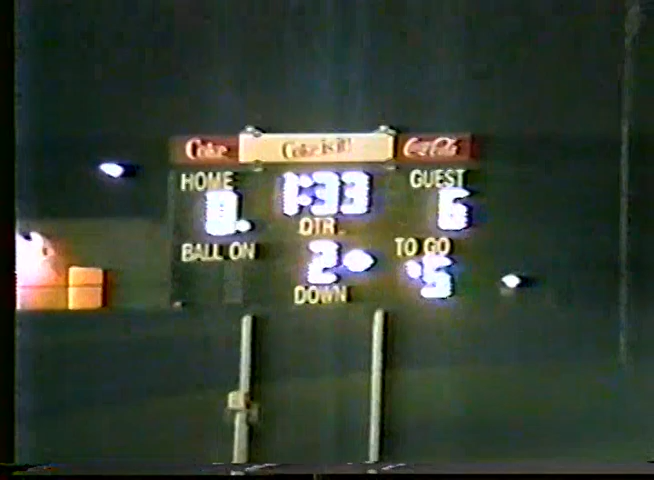 Coke Coke is it! Coca-Cola
HOME 1:33 GUEST
8 6
QTR
BALL ON 2 TO GO
5
DOWN